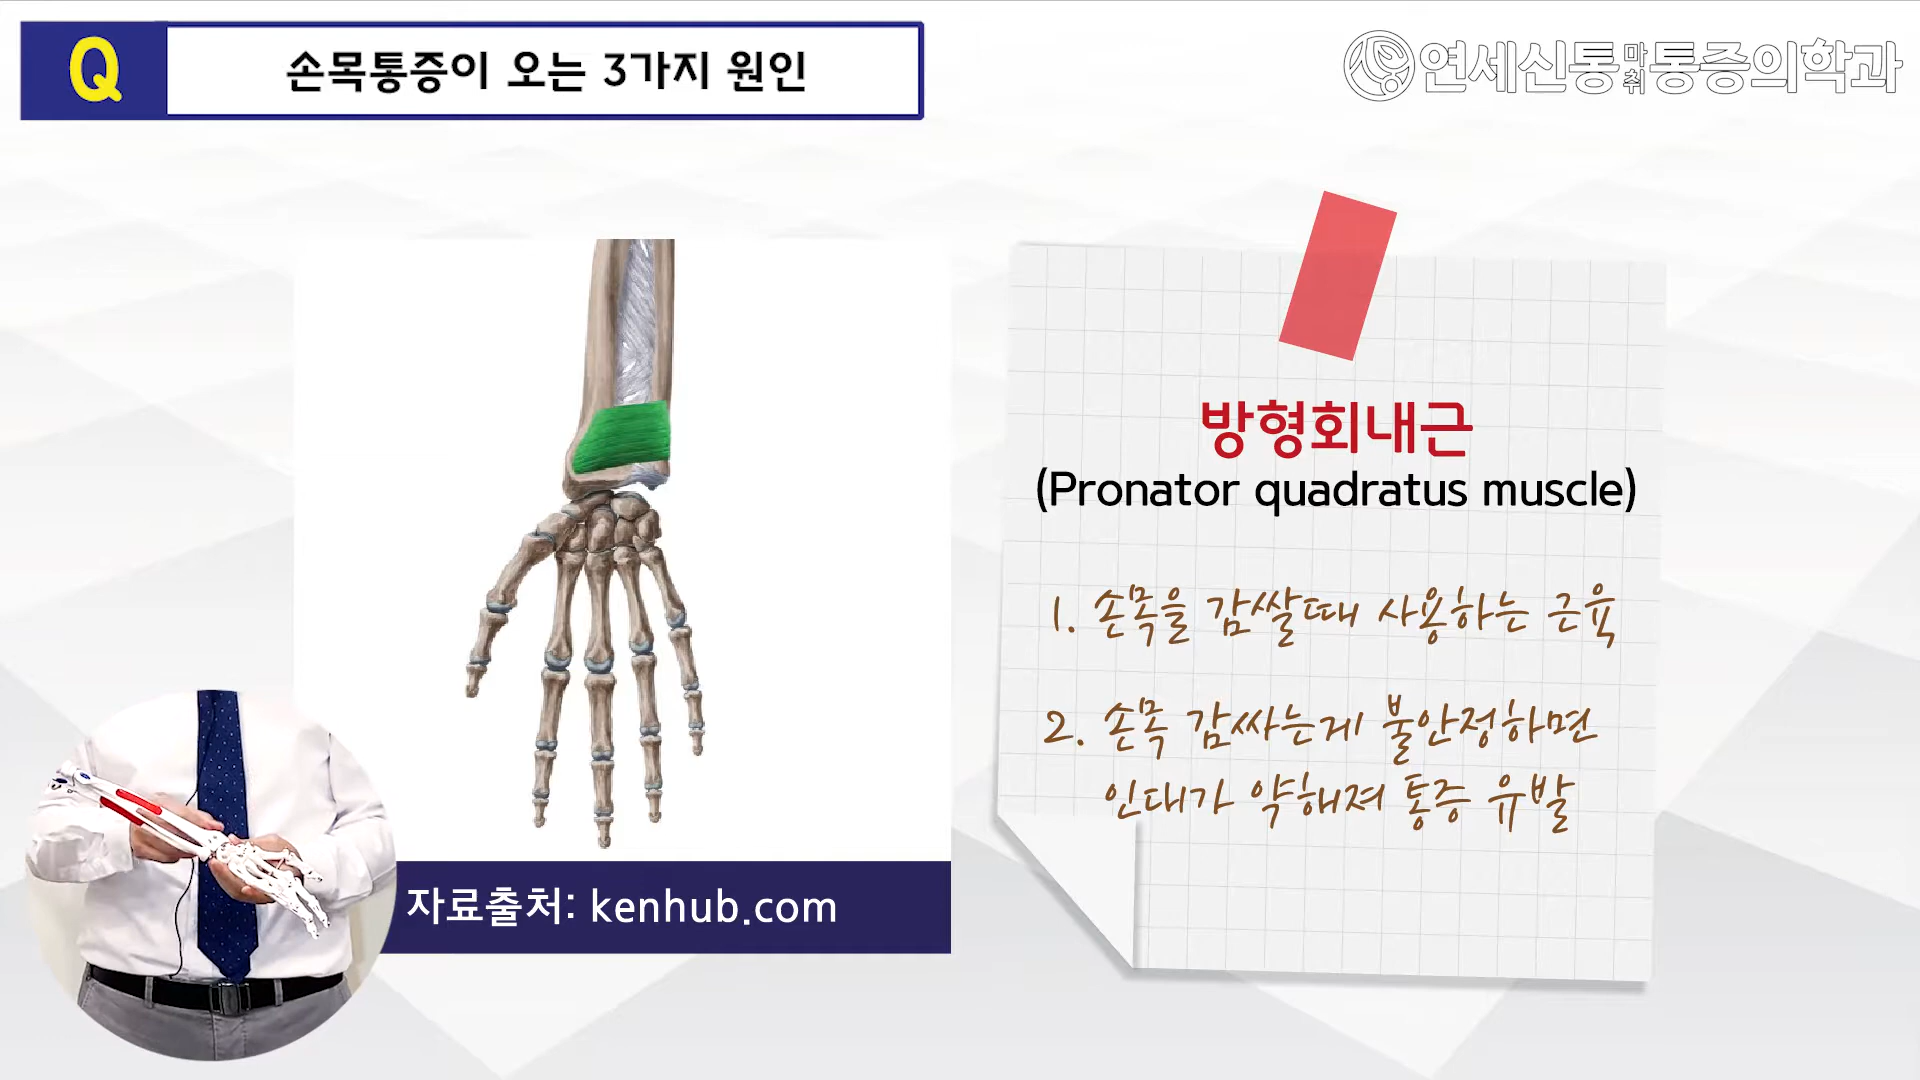 Q 손목통증이 오는 3가지 원인
연세신통마취통증의학과
방형회내근
(Pronator quadratus muscle)
1. 손목을 감쌀때 사용하는 근육
2. 손목 감싸는게 불안정하면
인대가 약해져 통증 유발
자료출처: kenhub.com